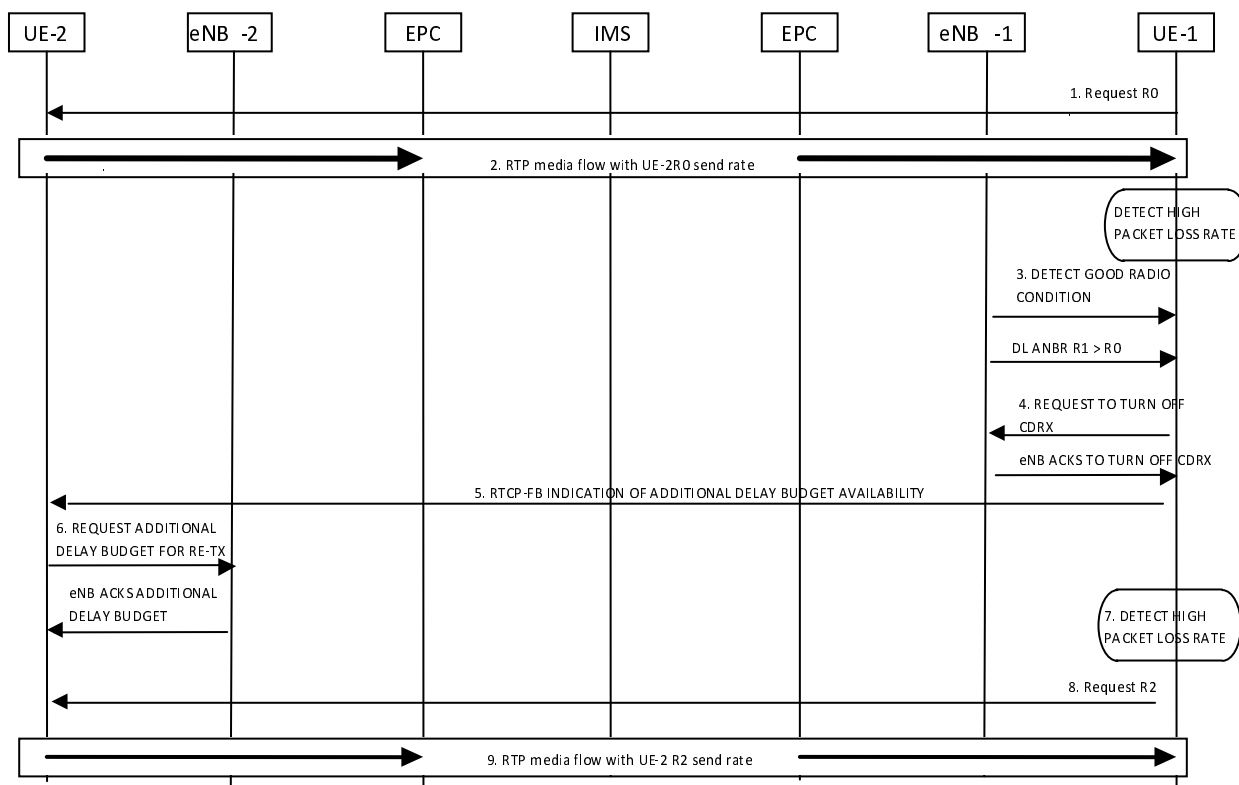 UE-2 eNB -2 EPC IMS EPC eNB -1 UE-1
1. Request R0
2. RTP media flow with UE-2R0 send rate
DETECT HIGH
PACKET LOSS RATE
3. DETECT GOOD RADIO
CONDITION
DL ANBR R1 > R0
4. REQUEST TO TURN OFF
CDRX
eNB ACKS TO TURN OFF CDRX
5. RTCP-FB INDICATION OF ADDITIONAL DELAY BUDGET AVAILABILITY
6. REQUEST ADDITIONAL
DELAY BUDGET FOR RE-TX
eNB ACKS ADDITIONAL
DELAY BUDGET
7. DETECT HIGH
PACKET LOSS RATE
8. Request R2
9. RTP media flow with UE-2 R2 send rate